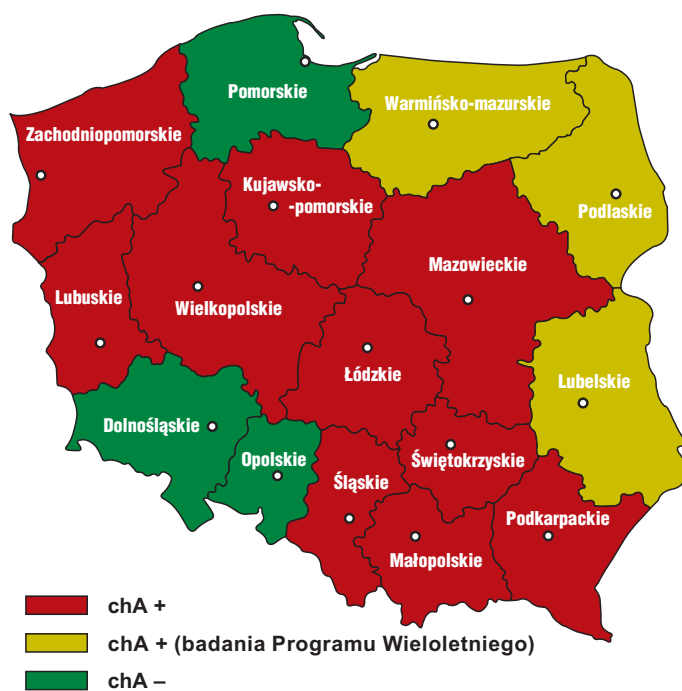 Pomorskie
Warmińsko-mazurskie
Zachodniopomorskie
Kujawsko-
-pomorskie
Podlaskie
Mazowieckie
Lubuskie
Wielkopolskie
Łódzkie
Lubelskie
Dolnośląskie
Opolskie
Świętokrzyskie
Śląskie
Podkarpackie
Małopolskie
chA +
chA + (badania Programu Wieloletniego)
chA –